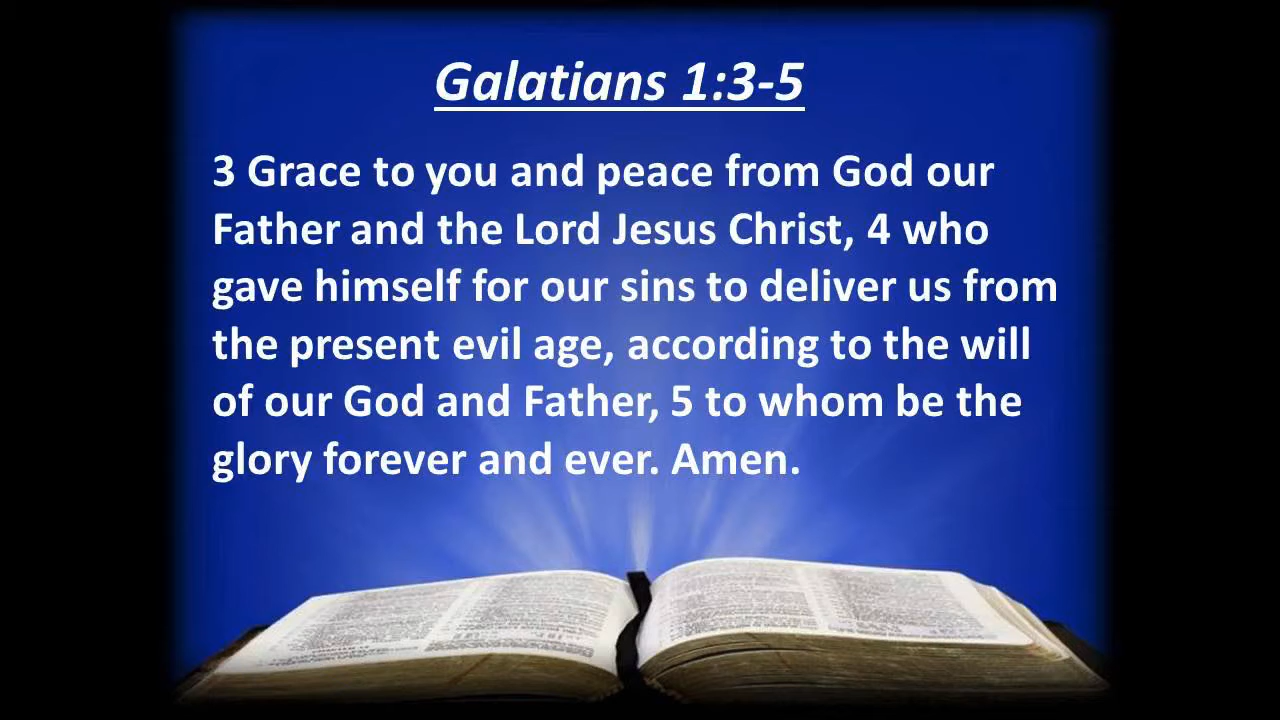 Galatians 1:3-5
3 Grace to you and peace from God our
Father and the Lord Jesus Christ, 4 who
gave himself for our sins to deliver us from
the present evil age, according to the will
of our God and Father, 5 to whom be the
glory forever and ever. Amen.